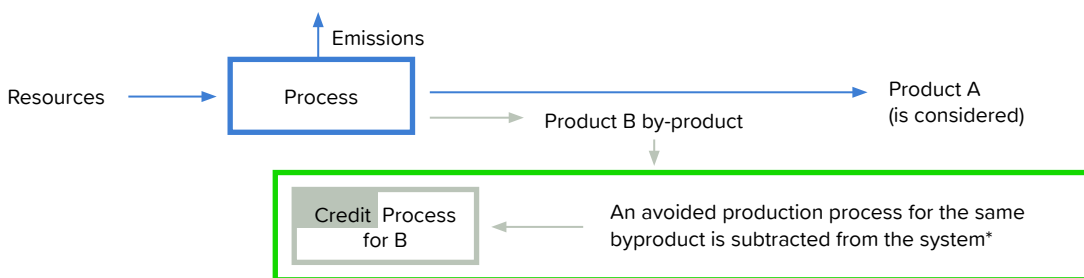 Emissions
Resources
Process
Product A
(is considered)
Product B by-product
Credit Process
for B
An avoided production process for the same
byproduct is subtracted from the system*